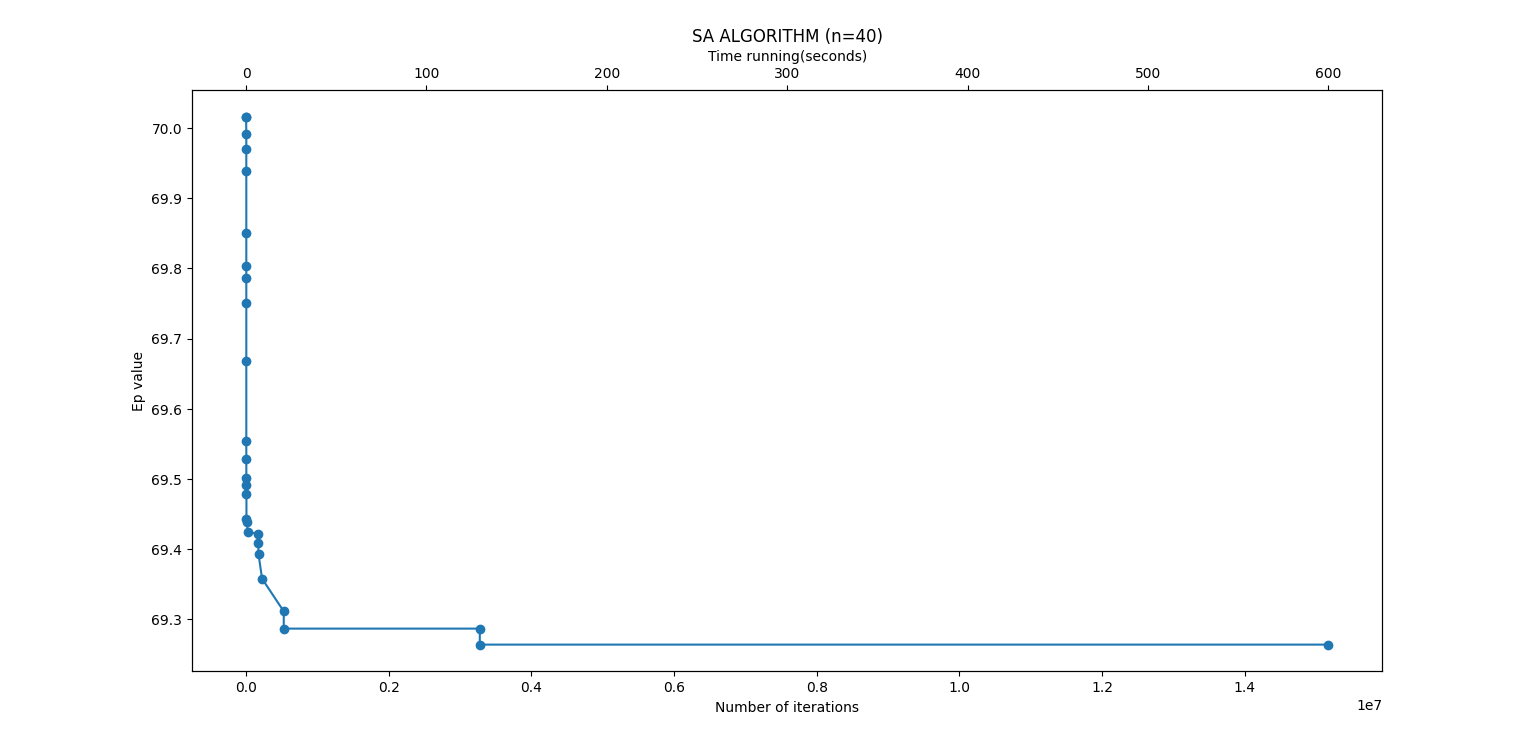 SA ALGORITHM (n=40)
Time running(seconds)
0 100 200 300 400 500 600
70.0
69.9
69.8
69.7
69.6
69.5
69.4
69.3
Ep value
0.0 0.2 0.4 0.6 0.8 1.0 1.2 1.4
1e7
Number of iterations